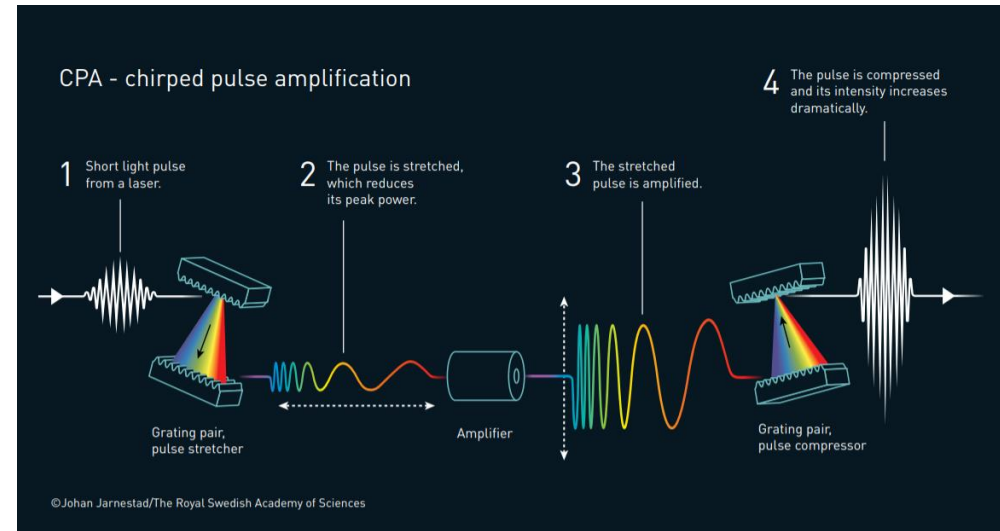 CPA - chirped pulse amplification
1 Short light pulse
from a laser.
2 The pulse is stretched,
which reduces
its peak power.
3 The stretched
pulse is amplified.
4 The pulse is compressed
and its intensity increases
dramatically.
Grating pair,
pulse stretcher
Amplifier
Grating pair,
pulse compressor
©Johan Jarnestad/The Royal Swedish Academy of Sciences